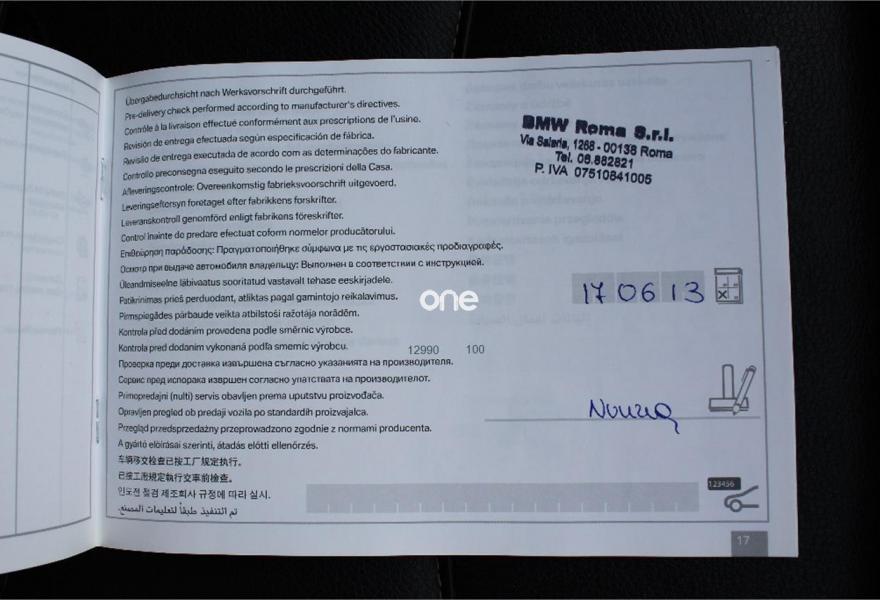 Übergabedurchsicht nach Werksvorschrift durchgeführt.
Pre-delivery check performed according to manufacturer's directives.
Contrôle à la livraison effectué conformément aux prescriptions de l'usine.
Revisión de entrega efectuada según especificación de fábrica.
Revisão de entrega executada de acordo com as determinações do fabricante.
Controllo preconsegna eseguito secondo le prescrizioni della Casa.
Afleveringscontrole: Overeenkomstig fabrieksvoorschrift uitgevoerd.
Leveringseftersyn foretaget efter fabrikkens forskrifter.
Leveranskontroll genomförd enligt fabrikens föreskrifter.
Control înainte de predare efectuat coform normelor producătorului.
Επιθεώρηση παράδοσης: Πραγματοποιήθηκε σύμφωνα με τις εργοστασιακές προδιαγραφές.
Осмотр при выдаче автомобиля владельцу: Выполнен в соответствии с инструкцией.
Üleandmiseelne läbivaatus sooritatud vastavalt tehase eeskirjadele.
Patikrinimas prieš perduodant, atliktas pagal gamintojo reikalavimus.
Pirmspiegādes pārbaude veikta atbilstoši ražotāja norādēm.
Kontrola před dodáním provedena podle směrnic výrobce.
Kontrola pred dodaním vykonaná podľa smerníc výrobcu.
12990 100
Проверка преди доставка извършена съгласно указанията на производителя.
Сервис пред испорака извршен согласно упатствата на производителот.
Primopredajni (nulti) servis obavljen prema uputstvu proizvođača.
Opravljen pregled ob predaji vozila po standardih proizvajalca.
Przegląd przedsprzedażny przeprowadzono zgodnie z normami producenta.
A gyártó előírásai szerinti, átadás előtti ellenőrzés.
车辆移交检查已按工厂规定执行。
已按工廠規定執行交車前檢查。
인도전 점검 제조회사 규정에 따라 실시.
تم التنفيذ طبقاً لتعليمات المصنع.
BMW Roma S.r.l.
Via Salaria, 1268 - 00138 Roma
Tel. 06.882821
P. IVA 07510841005
one
17 06 13
123456
17